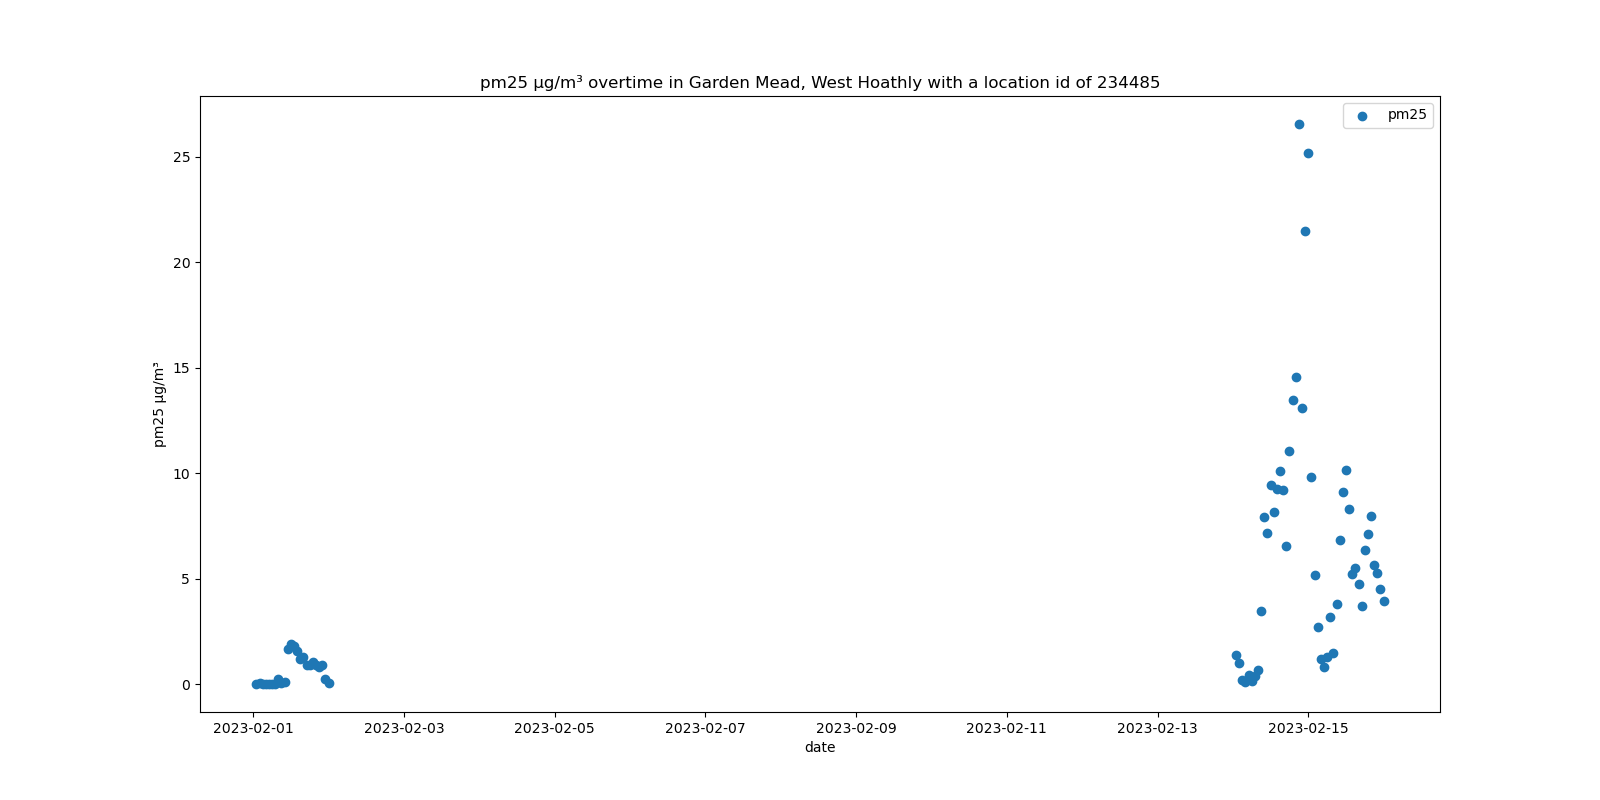 pm25 µg/m³ overtime in Garden Mead, West Hoathly with a location id of 234485
pm25
25
20
15
10
5
0
pm25 µg/m³
2023-02-01 2023-02-03 2023-02-05 2023-02-07 2023-02-09 2023-02-11 2023-02-13 2023-02-15
date